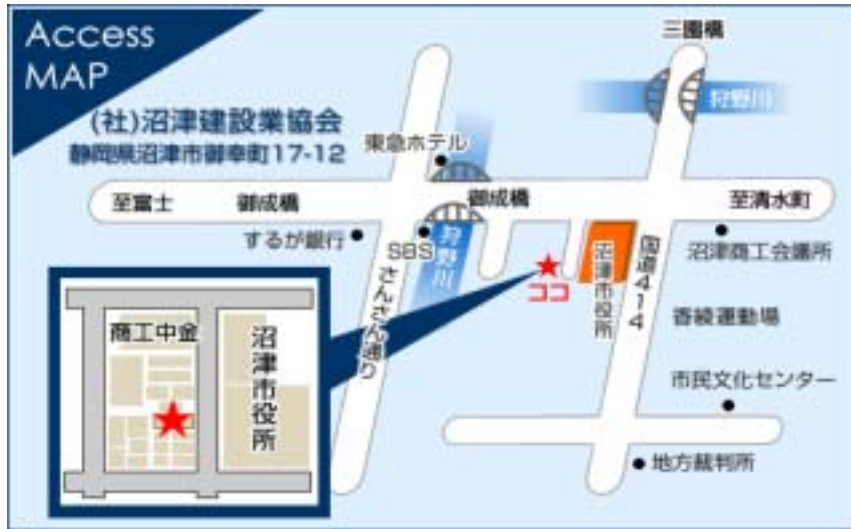 Access
MAP
(社)沼津建設業協会
静岡県沼津市御幸町17-12
三園橋
狩野川
東急ホテル
至富士
御成橋
御成橋
至清水町
するが銀行
SBS
狩野川
さんさん通り
ココ
沼津市役所
国道414
沼津商工会議所
香綾運動場
市民文化センター
地方裁判所
商工中金
沼津市役所